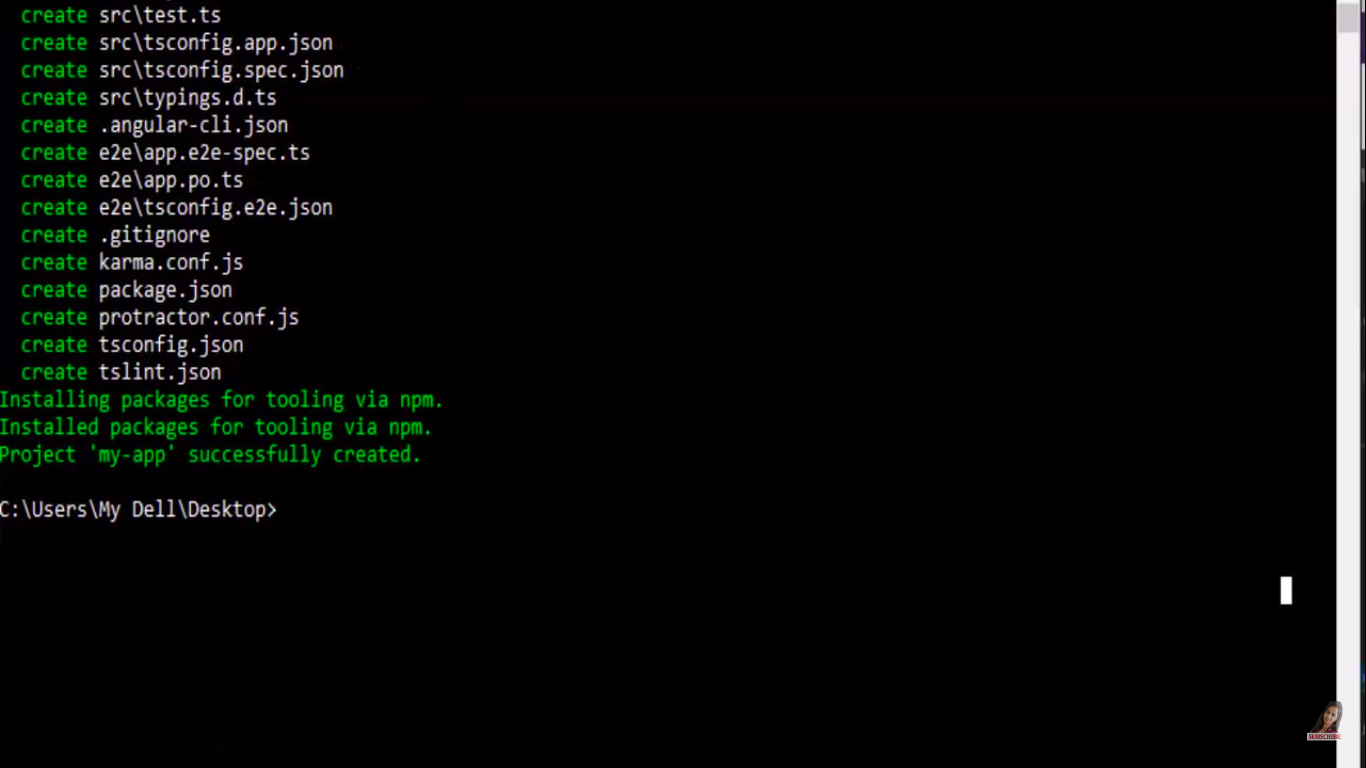 create src\test.ts
create src\tsconfig.app.json
create src\tsconfig.spec.json
create src\typings.d.ts
create .angular-cli.json
create e2e\app.e2e-spec.ts
create e2e\app.po.ts
create e2e\tsconfig.e2e.json
create .gitignore
create karma.conf.js
create package.json
create protractor.conf.js
create tsconfig.json
create tslint.json
Installing packages for tooling via npm.
Installed packages for tooling via npm.
Project 'my-app' successfully created.
C:\Users\My Dell\Desktop>
SUBSCRIBE